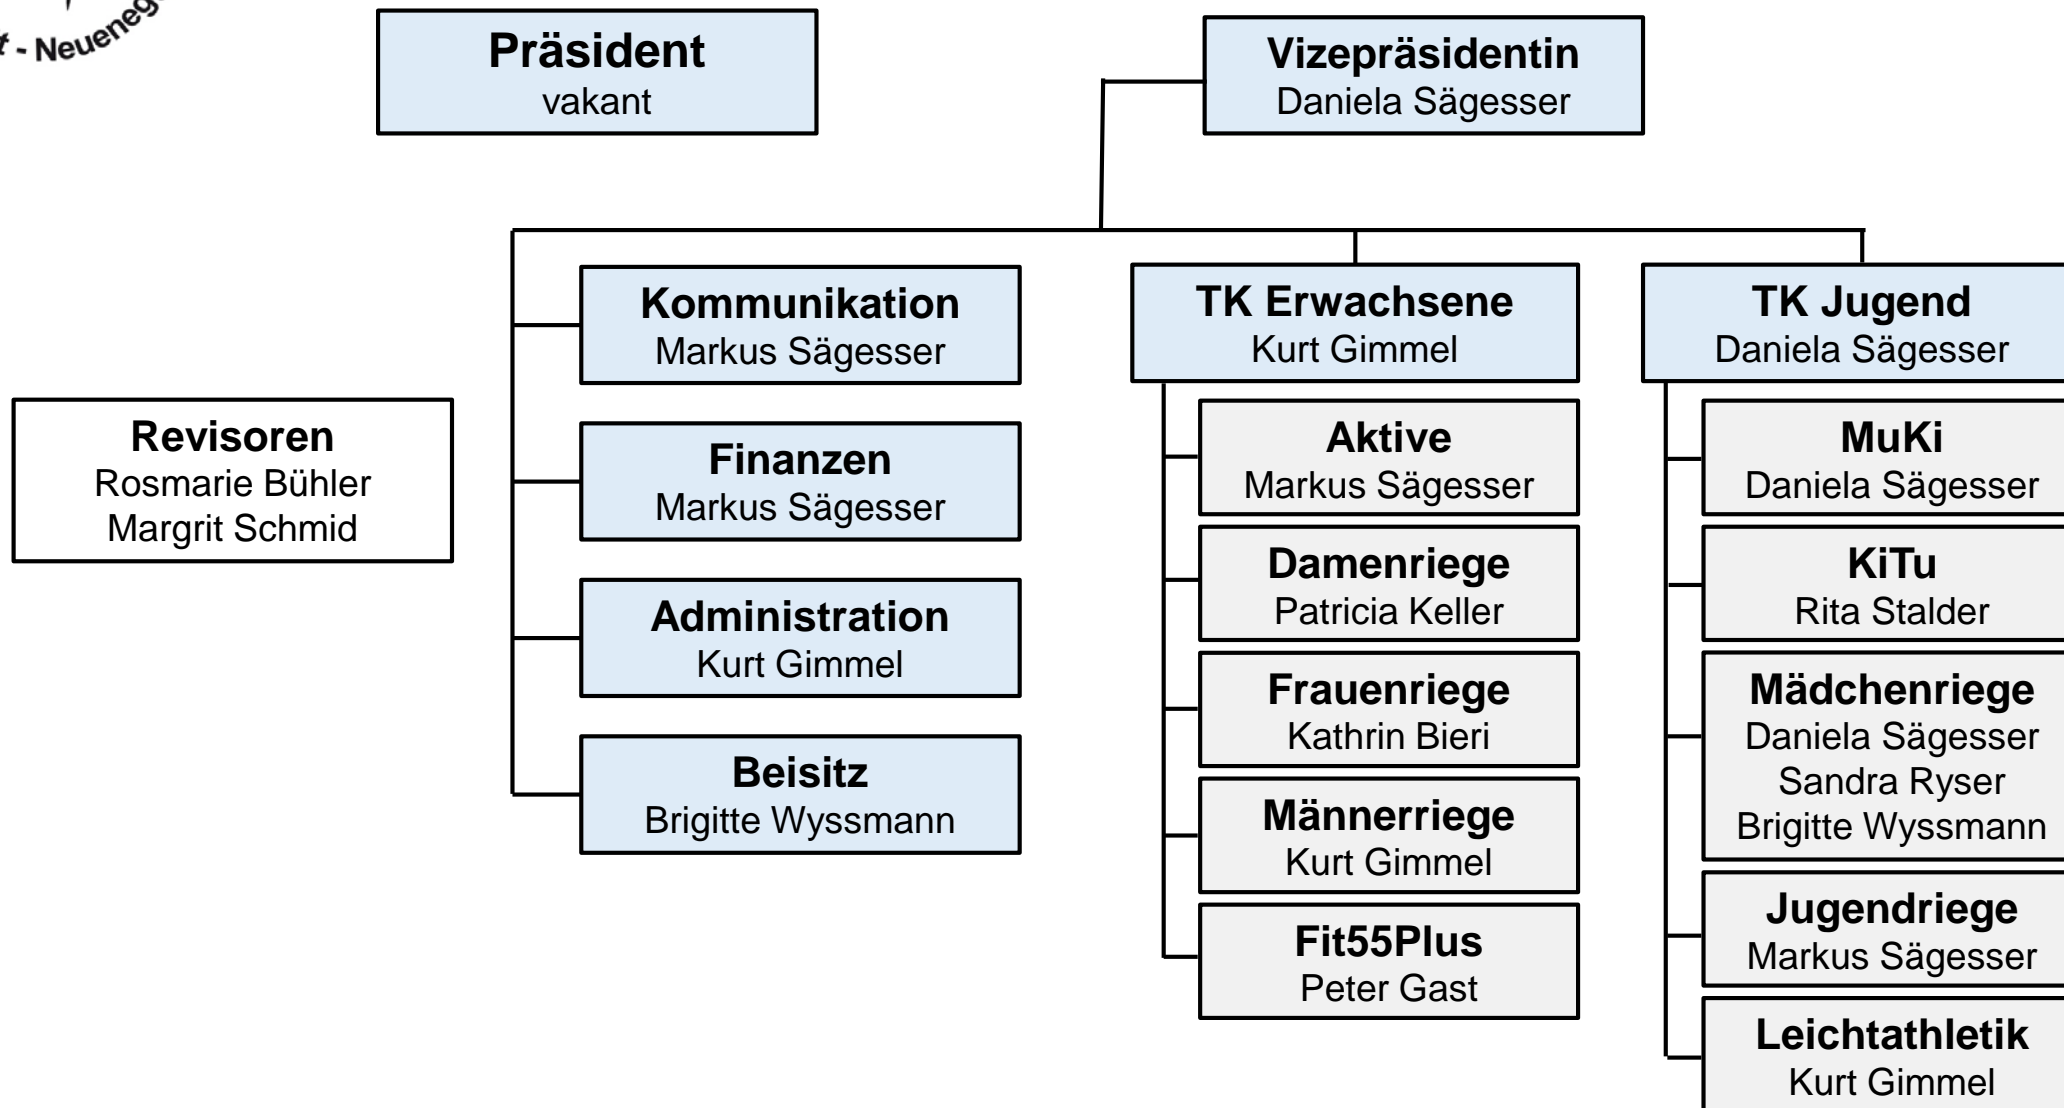 - Neueneg
Präsident
vakant
Vizepräsidentin
Daniela Sägesser
Kommunikation
Markus Sägesser
Finanzen
Markus Sägesser
Administration
Kurt Gimmel
Beisitz
Brigitte Wyssmann
Revisoren
Rosmarie Bühler
Margrit Schmid
TK Erwachsene
Kurt Gimmel
Aktive
Markus Sägesser
Damenriege
Patricia Keller
Frauenriege
Kathrin Bieri
Männerriege
Kurt Gimmel
Fit55Plus
Peter Gast
TK Jugend
Daniela Sägesser
MuKi
Daniela Sägesser
KiTu
Rita Stalder
Mädchenriege
Daniela Sägesser
Sandra Ryser
Brigitte Wyssmann
Jugendriege
Markus Sägesser
Leichtathletik
Kurt Gimmel